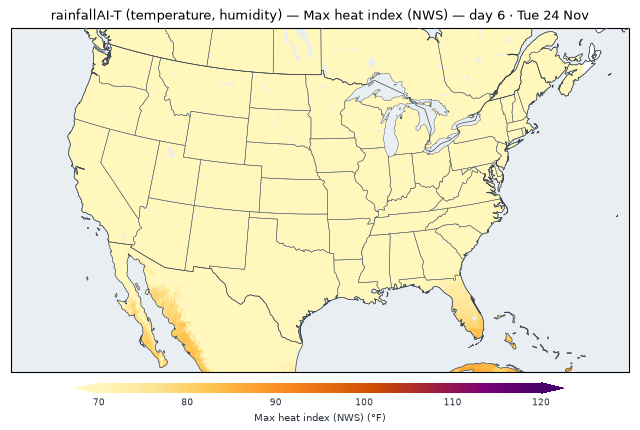 rainfallAI-T (temperature, humidity) — Max heat index (NWS) — day 6 · Tue 24 Nov
70 80 90 100 110 120
Max heat index (NWS) (°F)